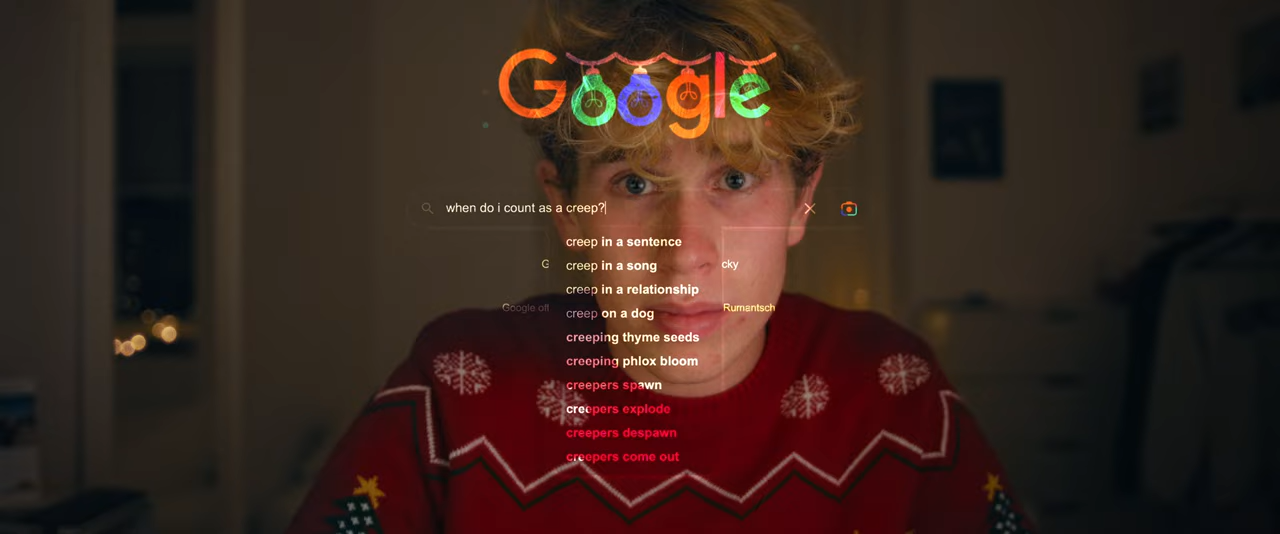 Google
when do i count as a creep?
creep in a sentence
G creep in a song cky
creep in a relationship
Google off creep on a dog Rumantsch
creeping thyme seeds
creeping phlox bloom
creepers spawn
creepers explode
creepers despawn
creepers come out